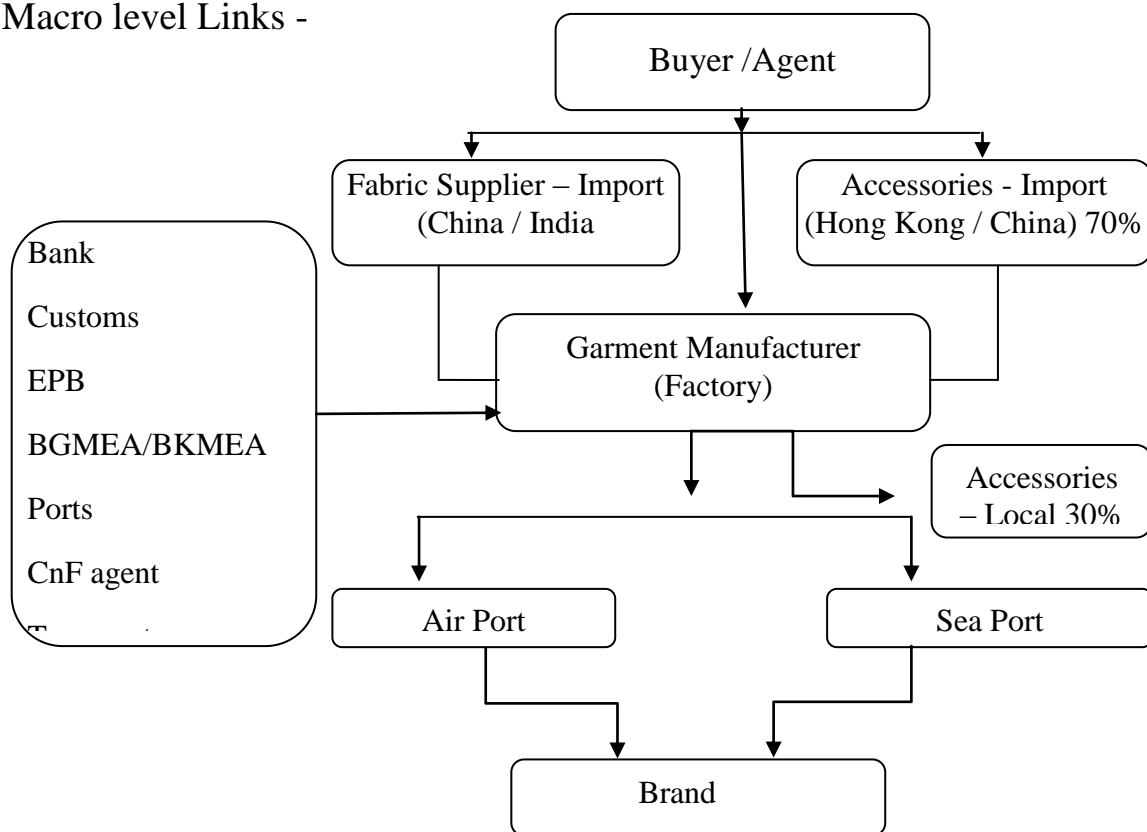 Macro level Links -
Buyer /Agent
Fabric Supplier – Import
(China / India
Accessories - Import
(Hong Kong / China) 70%
Bank
Customs
EPB
BGMEA/BKMEA
Ports
CnF agent
Garment Manufacturer
(Factory)
Accessories
– Local 30%
Air Port
Sea Port
Brand